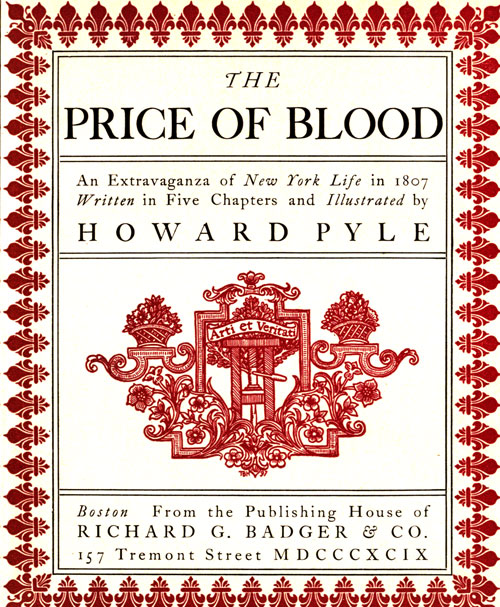 THE
PRICE OF BLOOD
An Extravaganza of New York Life in 1807
Written in Five Chapters and Illustrated by
HOWARD PYLE
Arti et Veritati
Boston From the Publishing House of
RICHARD G. BADGER & CO.
157 Tremont Street MDCCCXCIX